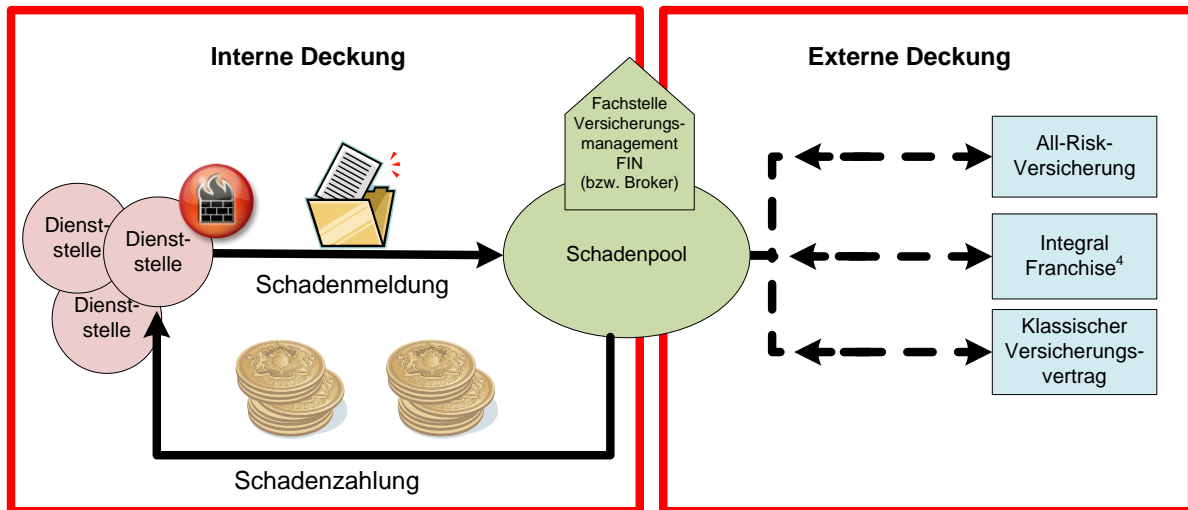 Interne Deckung
Externe Deckung
Fachstelle
Versicherungs-
management
FIN
(bzw. Broker)
Dienst-
stelle
Dienst-
stelle
Dienst-
stelle
Schadenmeldung
Schadenpool
Schadenzahlung
All-Risk-
Versicherung
Integral
Franchise⁴
Klassischer
Versicherungs-
vertrag